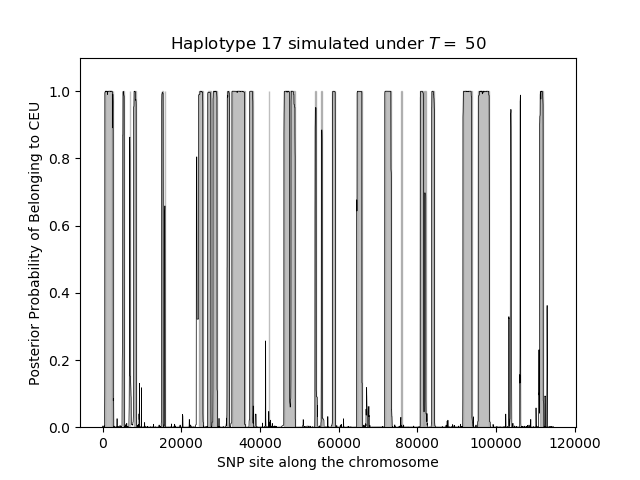 Haplotype 17 simulated under T = 50
Posterior Probability of Belonging to CEU
1.0
0.8
0.6
0.4
0.2
0.0
0 20000 40000 60000 80000 100000 120000
SNP site along the chromosome